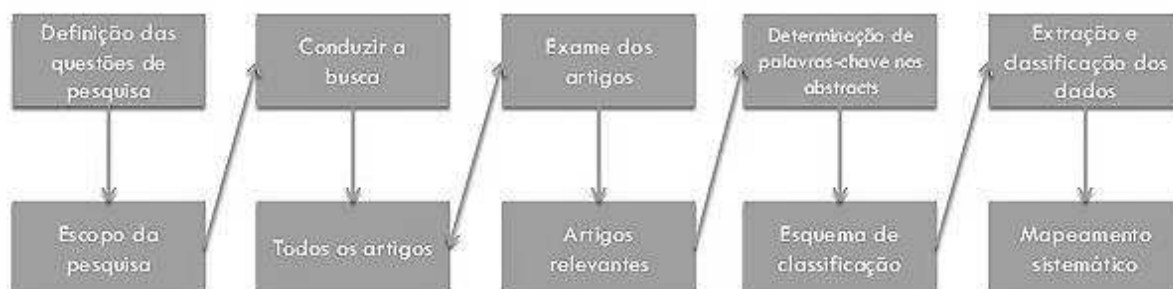 Definição das
questões de
pesquisa
Conduzir a
busca
Exame dos
artigos
Determinação de
palavras-chave nos
abstracts
Extração e
classificação dos
dados
Escopo da
pesquisa
Todos os artigos
Artigos
relevantes
Esquema de
classificação
Mapeamento
sistemático